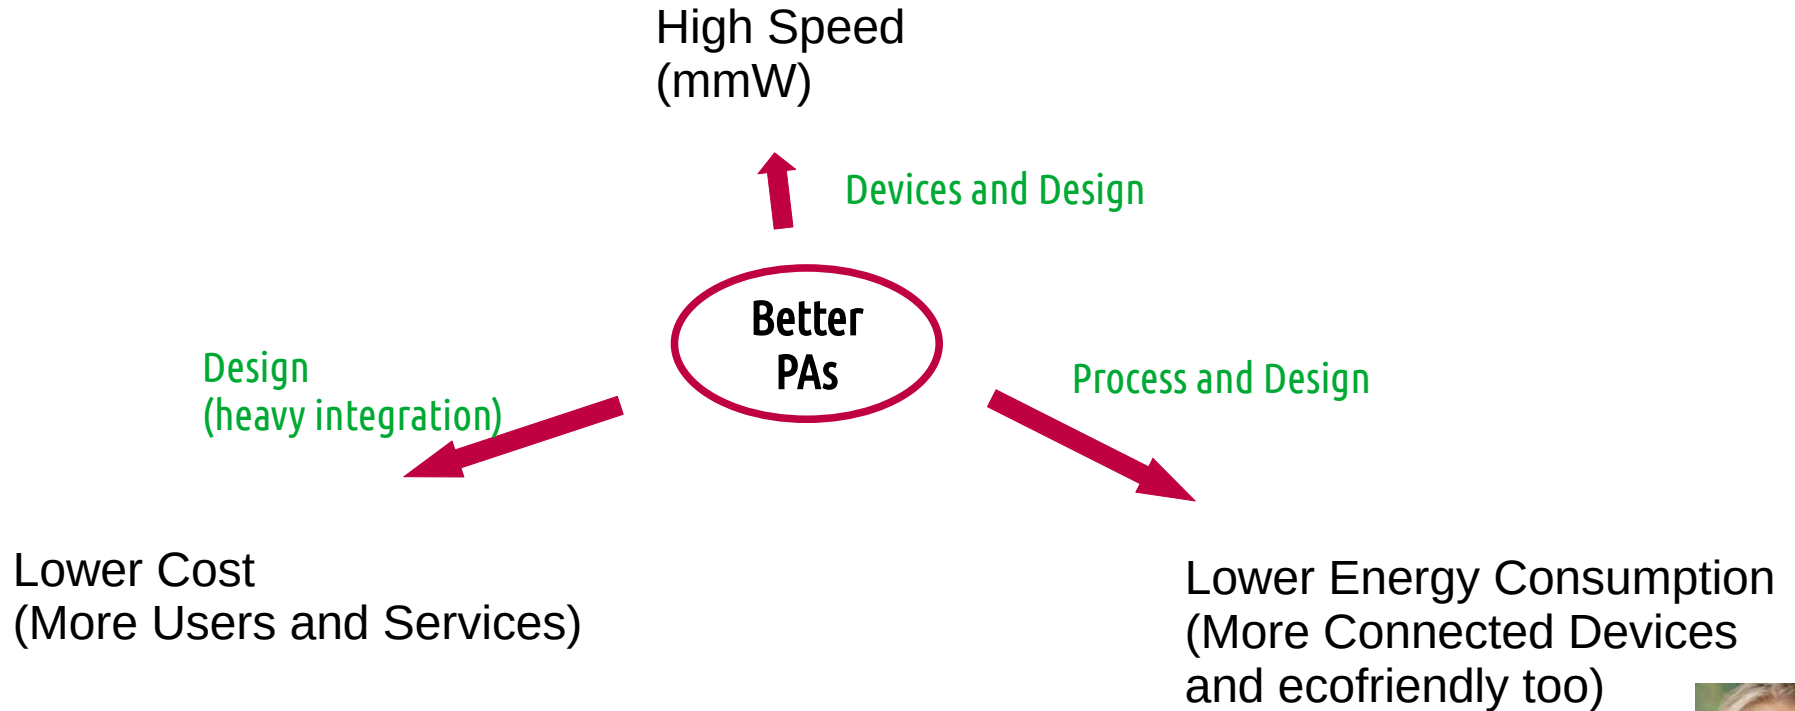 High Speed
(mmW)
Devices and Design
Better
PAs
Design
(heavy integration)
Process and Design
Lower Cost
(More Users and Services)
Lower Energy Consumption
(More Connected Devices
and ecofriendly too)